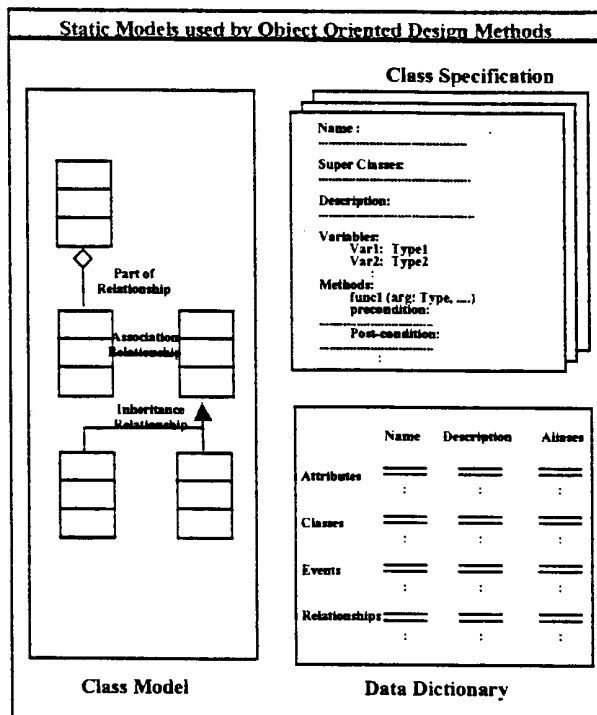 Static Models used by Object Oriented Design Methods
Class Specification
Name :
Super Classes:
Description:
Variables:
Var1: Type1
Var2: Type2
:
Methods:
func1 (arg: Type, ....)
precondition:
Post-condition:
:
Part of
Relationship
Association
Relationship
Inheritance
Relationship
Class Model
Name Description Aliases
Attributes
: : :
Classes
: : :
Events
: : :
Relationships
: : :
Data Dictionary